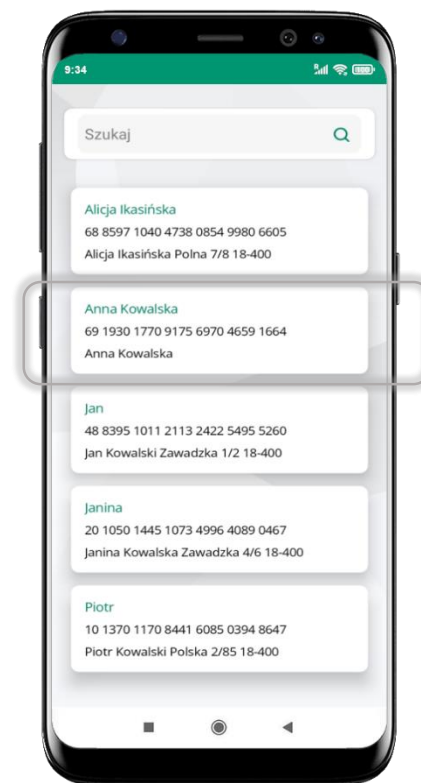 9:34
Szukaj
Alicja Ikasińska
68 8597 1040 4738 0854 9980 6605
Alicja Ikasińska Polna 7/8 18-400
Anna Kowalska
69 1930 1770 9175 6970 4659 1664
Anna Kowalska
Jan
48 8395 1011 2113 2422 5495 5260
Jan Kowalski Zawadzka 1/2 18-400
Janina
20 1050 1445 1073 4996 4089 0467
Janina Kowalska Zawadzka 4/6 18-400
Piotr
10 1370 1170 8441 6085 0394 8647
Piotr Kowalski Polska 2/85 18-400